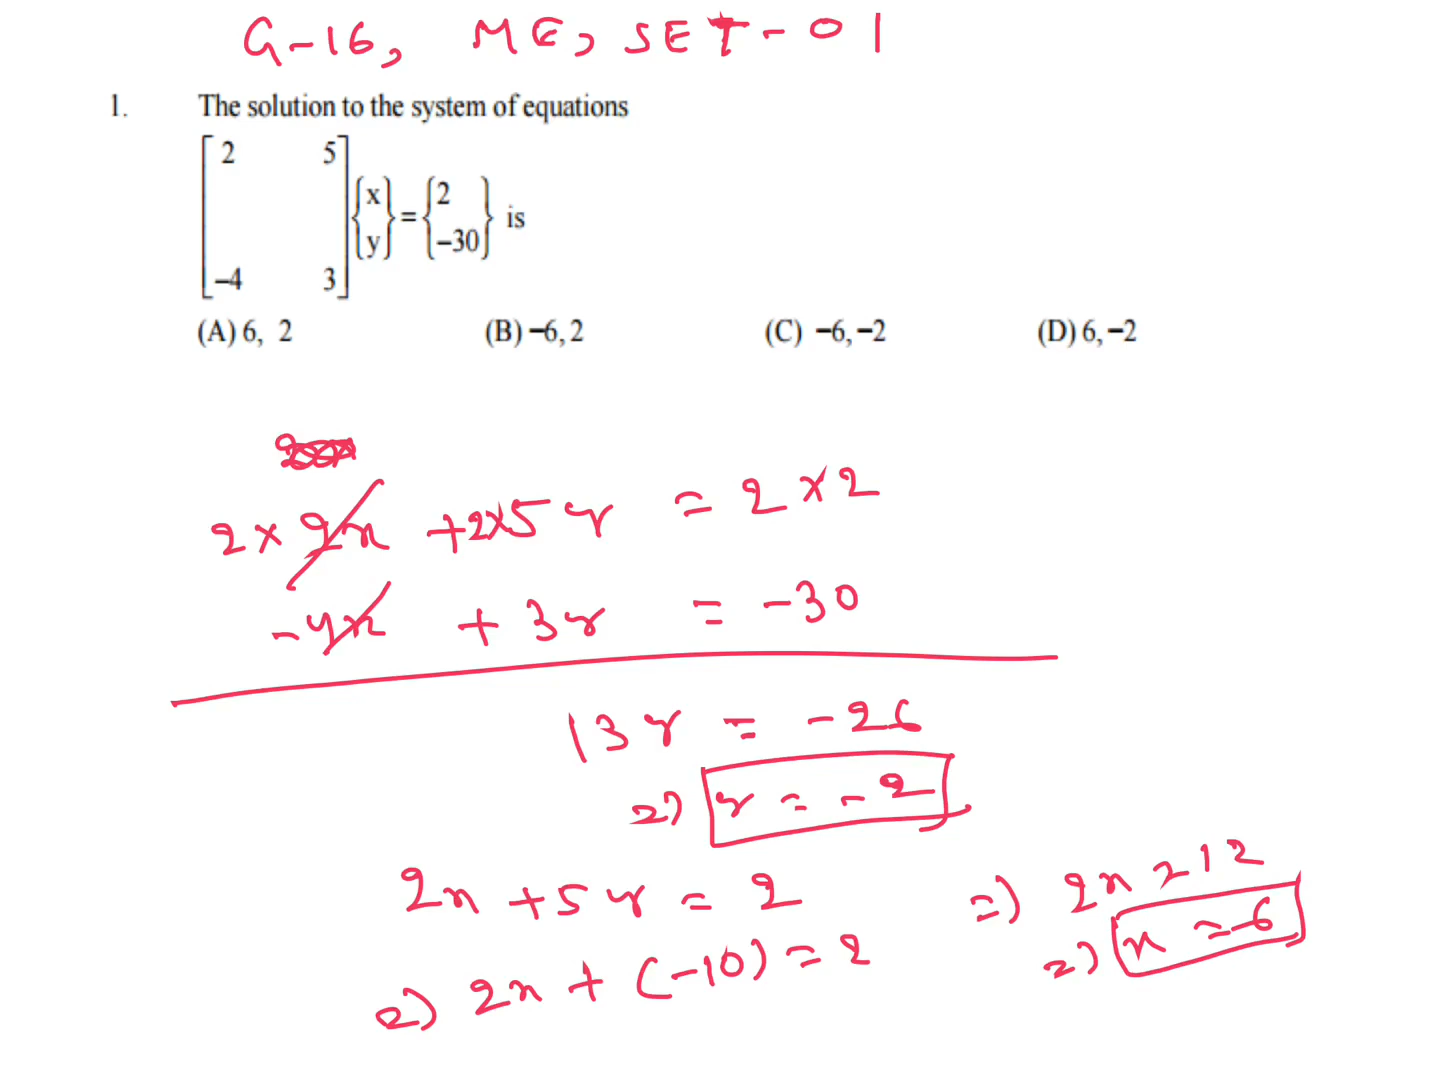 G-16, ME, SET-01
1. The solution to the system of equations
[2 5
-4 3] {x
y} = {2
-30} is
(A) 6, 2 (B) -6, 2 (C) -6, -2 (D) 6, -2
2 × 2x + 2×5y = 2×2
-4x + 3y = -30
13y = -26
=) y = -2
2x + 5y = 2 =) 2x = 12
=) 2x + (-10) = 2 =) x = -6